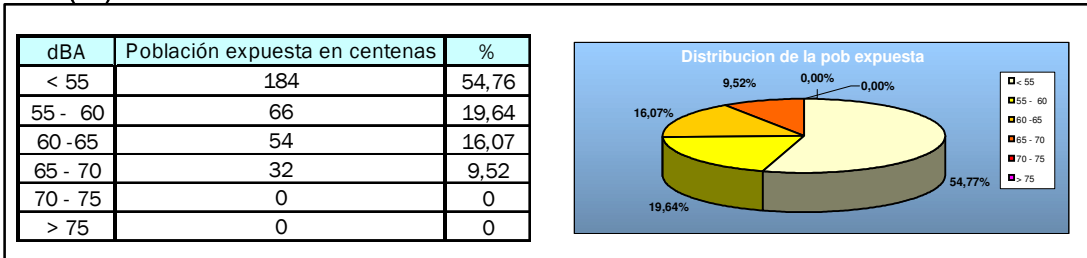 dBA Población expuesta en centenas %
< 55 184 54,76
55 - 60 66 19,64
60 -65 54 16,07
65 - 70 32 9,52
70 - 75 0 0
> 75 0 0
Distribucion de la pob expuesta
9,52% 0,00% 0,00%
16,07%
54,77%
19,64%
< 55
55 - 60
60 -65
65 - 70
70 - 75
> 75